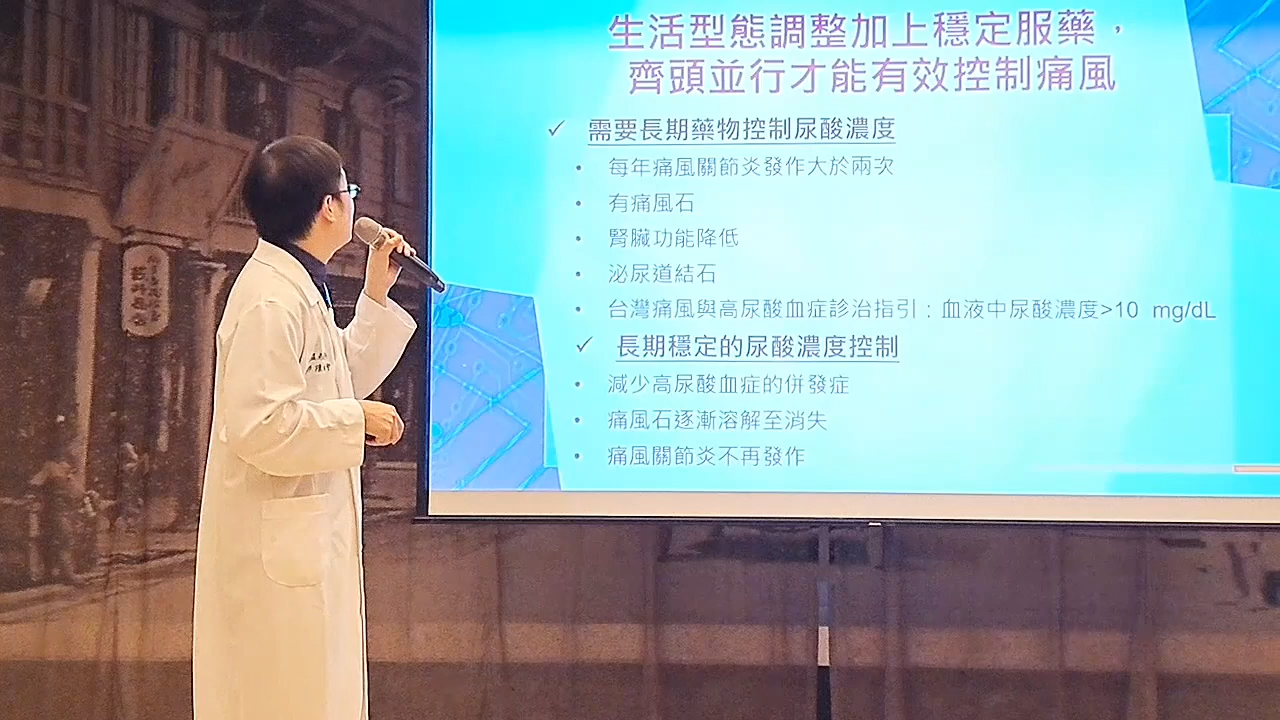 生活型態調整加上穩定服藥，
齊頭並行才能有效控制痛風
✓ 需要長期藥物控制尿酸濃度
• 每年痛風關節炎發作大於兩次
• 有痛風石
• 腎臟功能降低
• 泌尿道結石
• 台灣痛風與高尿酸血症診治指引：血液中尿酸濃度>10 mg/dL
✓ 長期穩定的尿酸濃度控制
• 減少高尿酸血症的併發症
• 痛風石逐漸溶解至消失
• 痛風關節炎不再發作